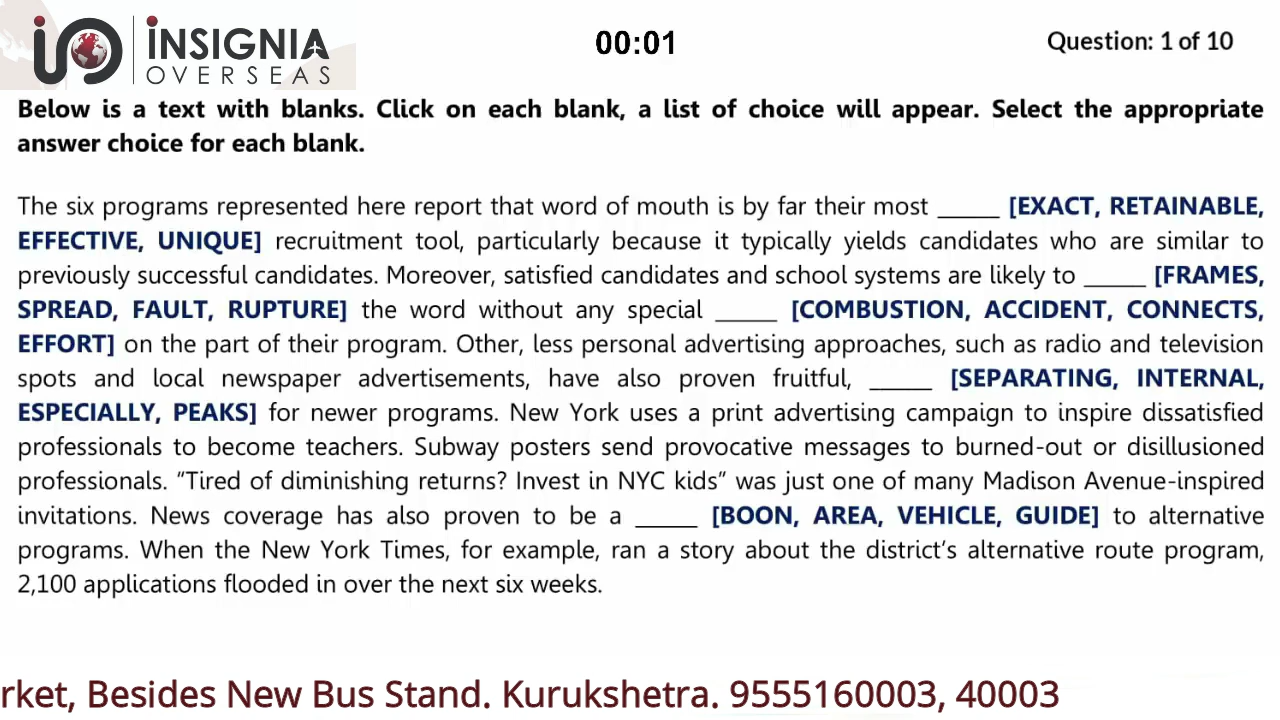 INSIGNIA
OVERSEAS
00:01
Question: 1 of 10
Below is a text with blanks. Click on each blank, a list of choice will appear. Select the appropriate
answer choice for each blank.
The six programs represented here report that word of mouth is by far their most _____ [EXACT, RETAINABLE,
EFFECTIVE, UNIQUE] recruitment tool, particularly because it typically yields candidates who are similar to
previously successful candidates. Moreover, satisfied candidates and school systems are likely to _____ [FRAMES,
SPREAD, FAULT, RUPTURE] the word without any special _____ [COMBUSTION, ACCIDENT, CONNECTS,
EFFORT] on the part of their program. Other, less personal advertising approaches, such as radio and television
spots and local newspaper advertisements, have also proven fruitful, _____ [SEPARATING, INTERNAL,
ESPECIALLY, PEAKS] for newer programs. New York uses a print advertising campaign to inspire dissatisfied
professionals to become teachers. Subway posters send provocative messages to burned-out or disillusioned
professionals. “Tired of diminishing returns? Invest in NYC kids” was just one of many Madison Avenue-inspired
invitations. News coverage has also proven to be a _____ [BOON, AREA, VEHICLE, GUIDE] to alternative
programs. When the New York Times, for example, ran a story about the district’s alternative route program,
2,100 applications flooded in over the next six weeks.
rket, Besides New Bus Stand. Kurukshetra. 9555160003, 40003